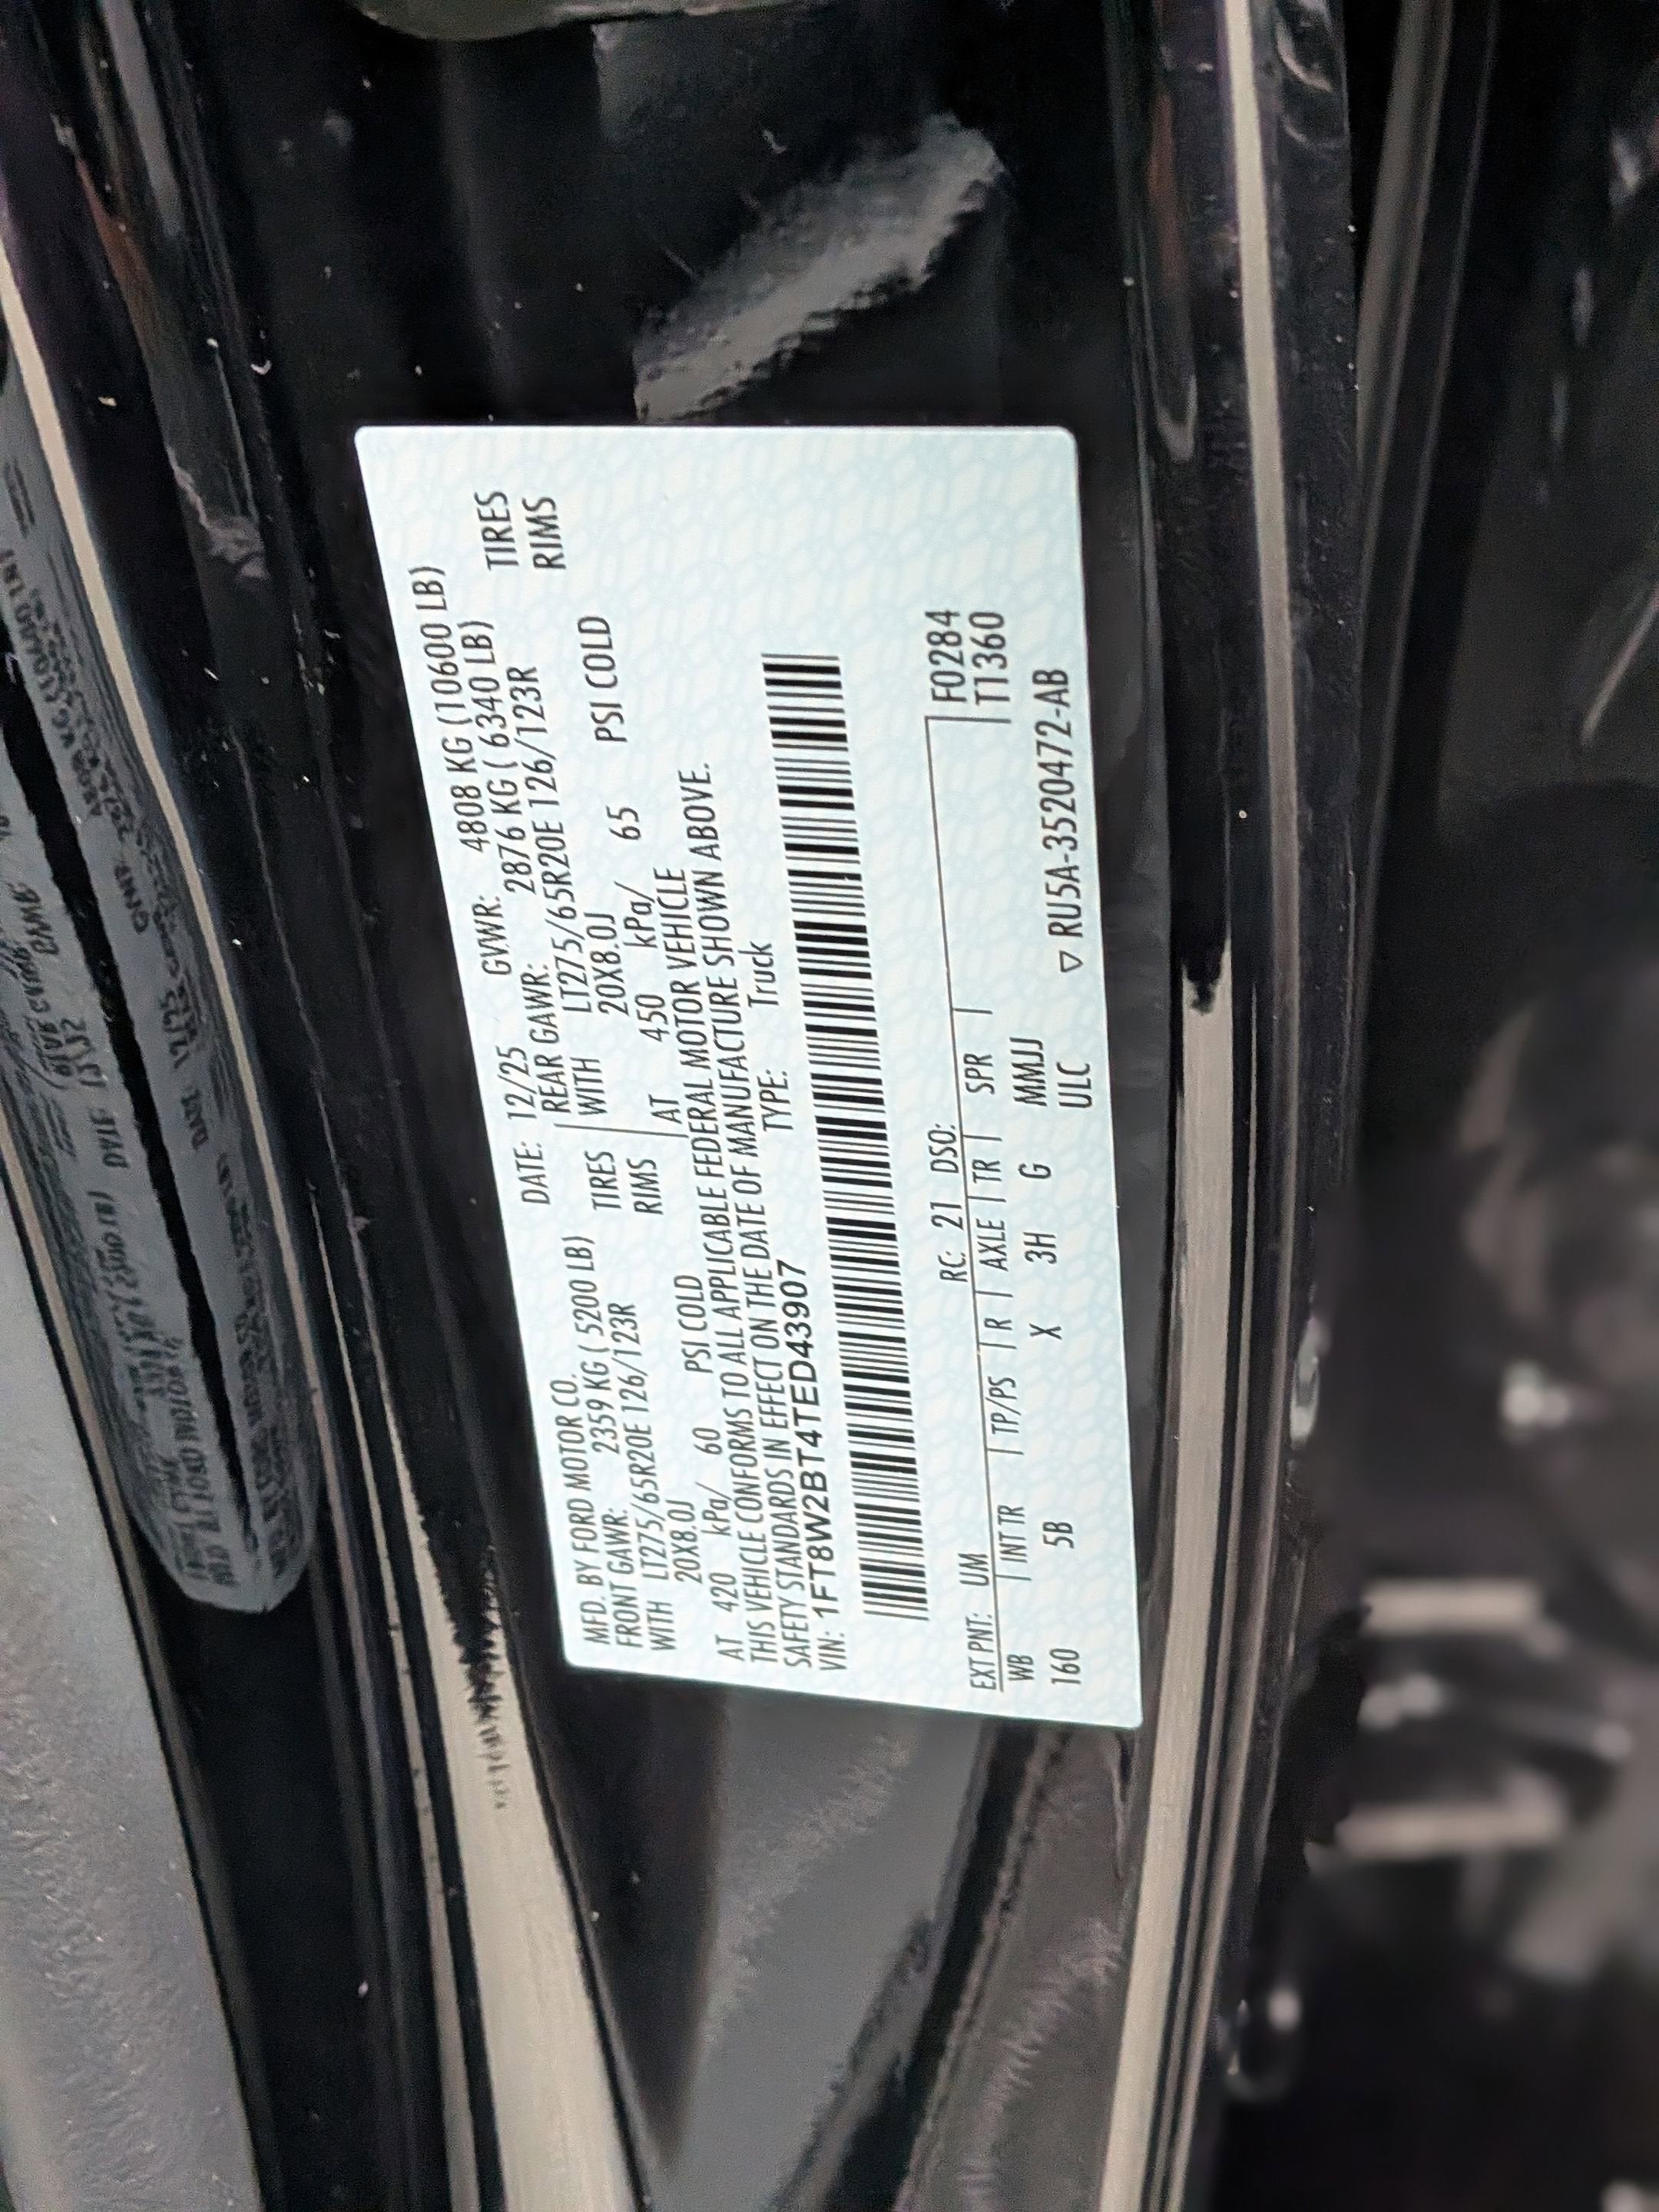 MFD. BY FORD MOTOR CO. DATE: 12/25 GVWR: 4808 KG (10600 LB)
FRONT GAWR: 2359 KG ( 5200 LB) REAR GAWR: 2876 KG ( 6340 LB)
WITH LT275/65R20E 126/123R TIRES WITH LT275/65R20E 126/123R TIRES
20X8.0J RIMS 20X8.0J RIMS
AT 420 kPa/ 60 PSI COLD AT 450 kPa/ 65 PSI COLD
THIS VEHICLE CONFORMS TO ALL APPLICABLE FEDERAL MOTOR VEHICLE
SAFETY STANDARDS IN EFFECT ON THE DATE OF MANUFACTURE SHOWN ABOVE.
VIN: 1FT8W2BT4TED43907 TYPE: Truck
EXT PNT: UM RC: 21 DSO: F0284
WB INT TR TP/PS R AXLE TR SPR T1360
160 5B X 3H G MMJJ
ULC ▽ RU5A-3520472-AB